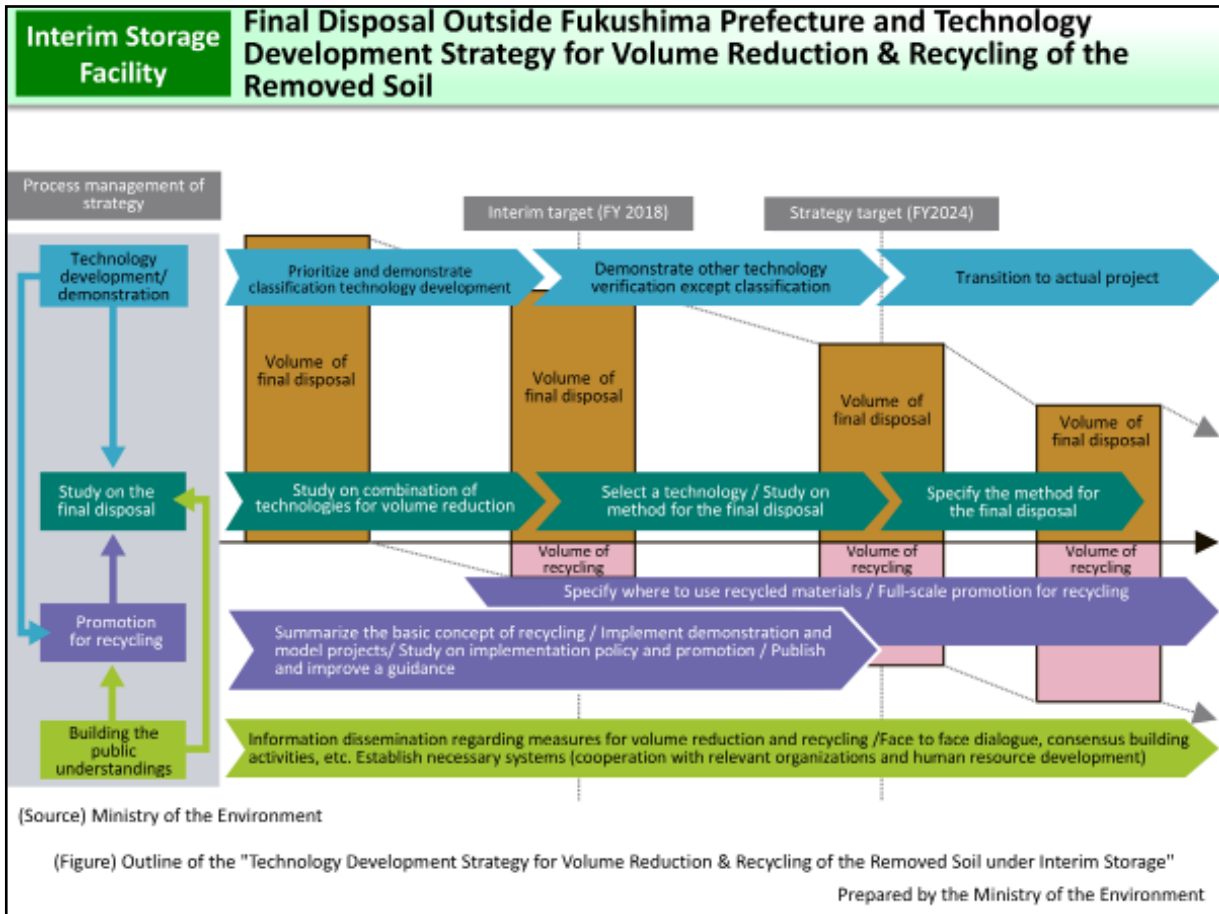 Interim Storage
Facility
Final Disposal Outside Fukushima Prefecture and Technology
Development Strategy for Volume Reduction & Recycling of the
Removed Soil
Process management of
strategy
Interim target (FY 2018)
Strategy target (FY2024)
Technology
development/
demonstration
Prioritize and demonstrate
classification technology development
Demonstrate other technology
verification except classification
Transition to actual project
Volume of
final disposal
Volume of
final disposal
Volume of
final disposal
Volume of
final disposal
Study on the
final disposal
Study on combination of
technologies for volume reduction
Select a technology / Study on
method for the final disposal
Specify the method for
the final disposal
Volume of
recycling
Volume of
recycling
Volume of
recycling
Specify where to use recycled materials / Full-scale promotion for recycling
Promotion
for recycling
Summarize the basic concept of recycling / Implement demonstration and
model projects/ Study on implementation policy and promotion / Publish
and improve a guidance
Building the
public
understandings
Information dissemination regarding measures for volume reduction and recycling /Face to face dialogue, consensus building
activities, etc. Establish necessary systems (cooperation with relevant organizations and human resource development)
(Source) Ministry of the Environment
(Figure) Outline of the "Technology Development Strategy for Volume Reduction & Recycling of the Removed Soil under Interim Storage"
Prepared by the Ministry of the Environment